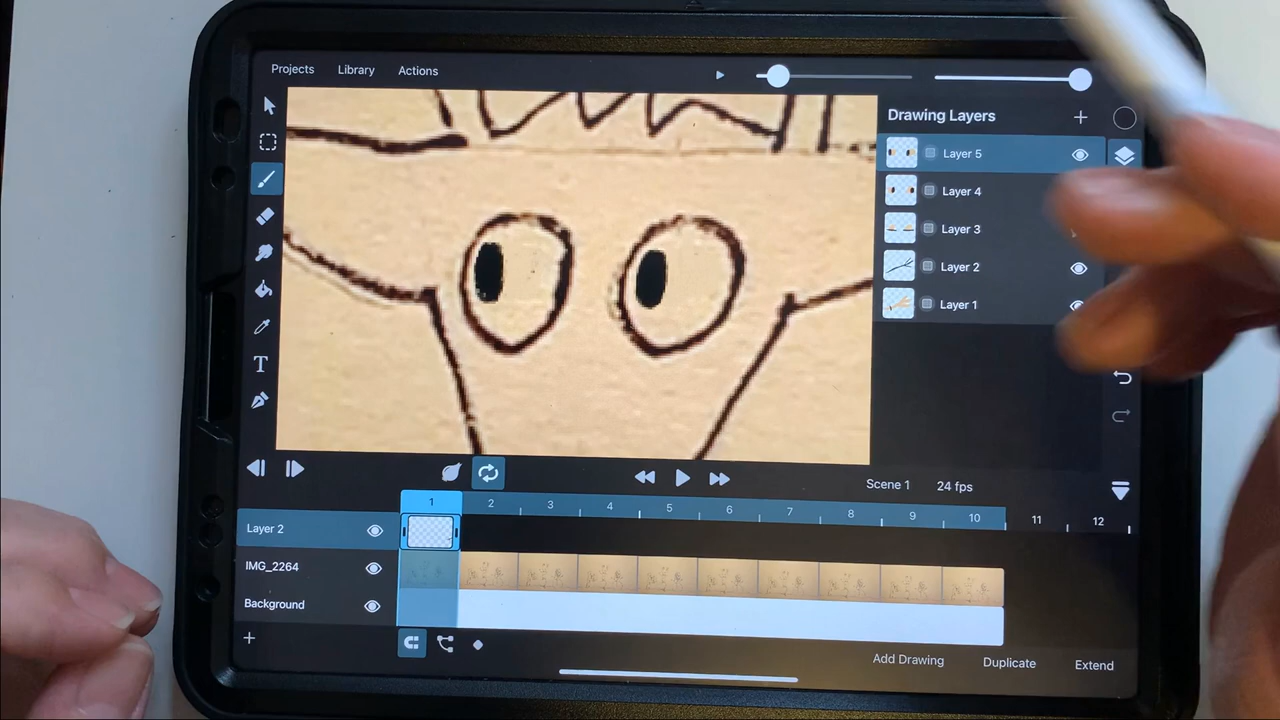 Projects Library Actions
Drawing Layers +
Layer 5
Layer 4
Layer 3
Layer 2
Layer 1
T
Scene 1 24 fps
1 2 3 4 5 6 7 8 9 10 11 12
Layer 2
IMG_2264
Background
+
Add Drawing Duplicate Extend